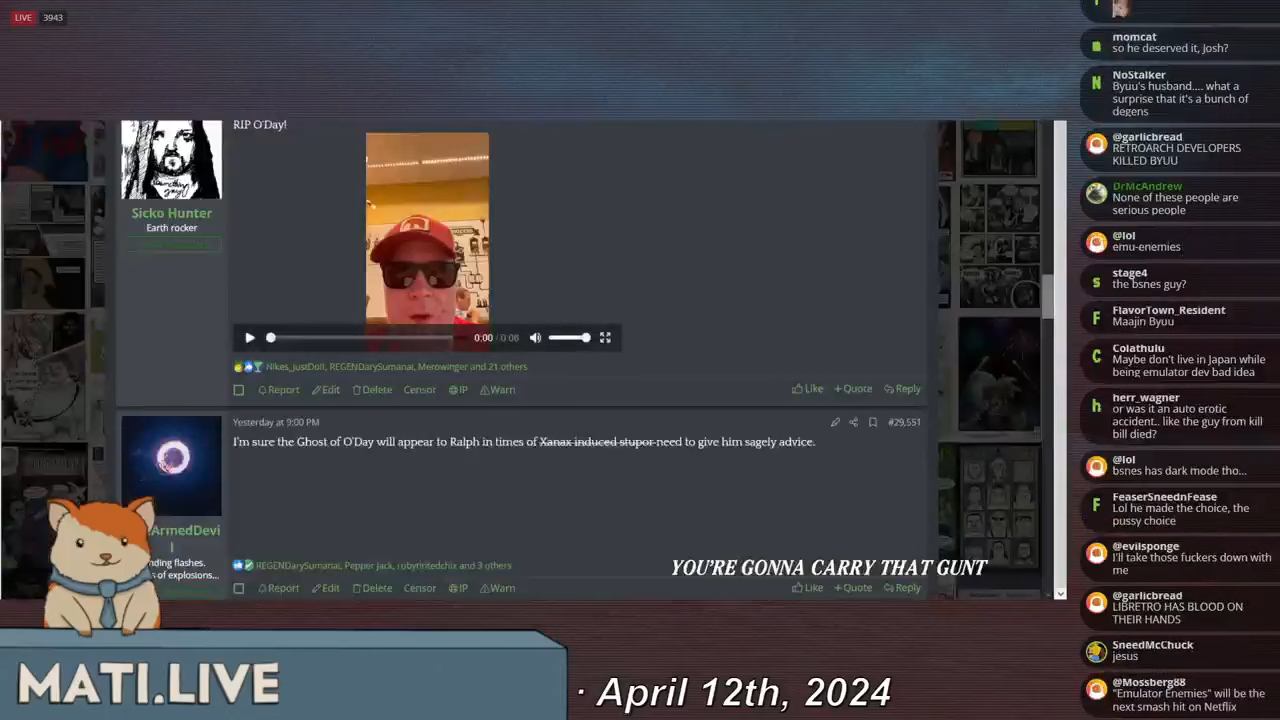 LIVE 3943
RIP O'Day!
Sicko Hunter
Earth rocker
0:00 / 0:06
Nikes_justDoIt, REGENDarySumanai, Merowinger and 21 others
Report Edit Delete Censor IP Warn
Like +Quote Reply
Yesterday at 9:00 PM
#29,551
I'm sure the Ghost of O'Day will appear to Ralph in times of Xanax induced stupor need to give him sagely advice.
ArmedDevi
l
nding flashes.
s of explosions...
REGENDarySumanai, Pepper Jack, rubytintedchix and 3 others
Report Edit Delete Censor IP Warn
Like +Quote Reply
YOU'RE GONNA CARRY THAT GUNT
MATI.LIVE
· April 12th, 2024
momcat
so he deserved it, Josh?
NoStalker
Byuu's husband.... what a
surprise that it's a bunch of
degens
@garlicbread
RETROARCH DEVELOPERS
KILLED BYUU
DrMcAndrew
None of these people are
serious people
@lol
emu-enemies
stage4
the bsnes guy?
FlavorTown_Resident
Maajin Byuu
Colathulu
Maybe don't live in Japan while
being emulator dev bad idea
herr_wagner
or was it an auto erotic
accident.. like the guy from kill
bill died?
@lol
bsnes has dark mode tho...
FeaserSneednFease
Lol he made the choice, the
pussy choice
@evilsponge
I'll take those fuckers down with
me
@garlicbread
LIBRETRO HAS BLOOD ON
THEIR HANDS
SneedMcChuck
jesus
@Mossberg88
"Emulator Enemies" will be the
next smash hit on Netflix